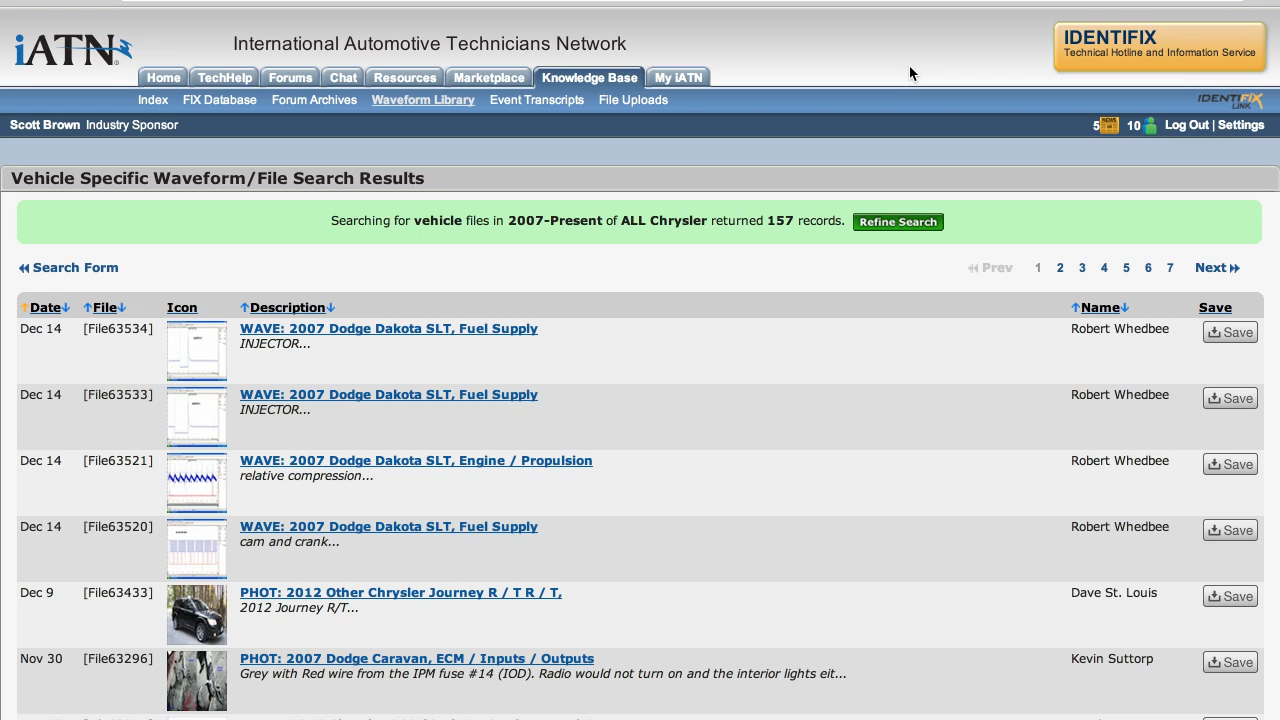 iATN
International Automotive Technicians Network
IDENTIFIX
Technical Hotline and Information Service
Home TechHelp Forums Chat Resources Marketplace Knowledge Base My iATN
Index FIX Database Forum Archives Waveform Library Event Transcripts File Uploads
IDENTIFIX
LINK
Scott Brown Industry Sponsor
5 NEWS 10 Log Out | Settings
Vehicle Specific Waveform/File Search Results
Searching for vehicle files in 2007-Present of ALL Chrysler returned 157 records. Refine Search
Search Form
Prev 1 2 3 4 5 6 7 Next
Date File Icon Description Name Save
Dec 14 [File63534] WAVE: 2007 Dodge Dakota SLT, Fuel Supply Robert Whedbee Save
INJECTOR...
Dec 14 [File63533] WAVE: 2007 Dodge Dakota SLT, Fuel Supply Robert Whedbee Save
INJECTOR...
Dec 14 [File63521] WAVE: 2007 Dodge Dakota SLT, Engine / Propulsion Robert Whedbee Save
relative compression...
Dec 14 [File63520] WAVE: 2007 Dodge Dakota SLT, Fuel Supply Robert Whedbee Save
cam and crank...
Dec 9 [File63433] PHOT: 2012 Other Chrysler Journey R / T R / T, Dave St. Louis Save
2012 Journey R/T...
Nov 30 [File63296] PHOT: 2007 Dodge Caravan, ECM / Inputs / Outputs Kevin Suttorp Save
Grey with Red wire from the IPM fuse #14 (IOD). Radio would not turn on and the interior lights eit...